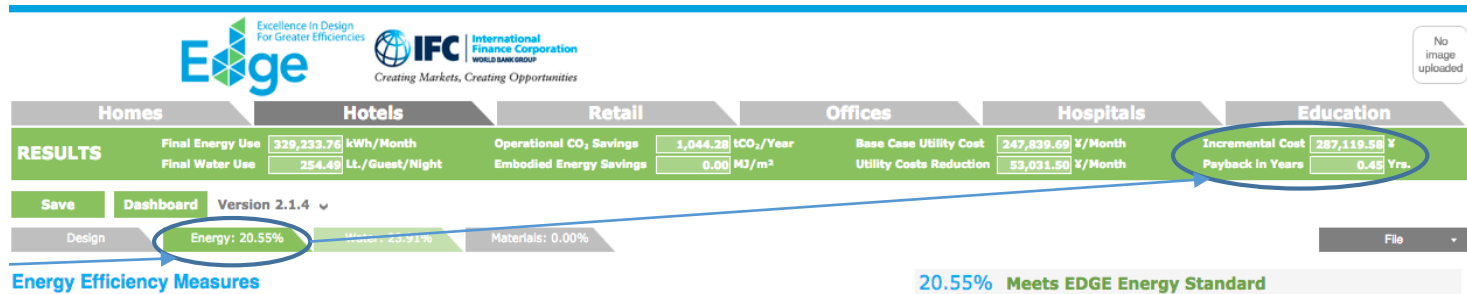 Excellence In Design
For Greater Efficiencies
Edge
IFC
International
Finance Corporation
WORLD BANK GROUP
Creating Markets, Creating Opportunities
No
image
uploaded
Homes Hotels Retail Offices Hospitals Education
RESULTS
Final Energy Use 329,233.76 kWh/Month Operational CO₂ Savings 1,044.28 tCO₂/Year Base Case Utility Cost 247,839.69 ¥/Month Incremental Cost 287,119.58 ¥
Final Water Use 254.49 Lt./Guest/Night Embodied Energy Savings 0.00 MJ/m² Utility Costs Reduction 53,031.50 ¥/Month Payback in Years 0.45 Yrs.
Save Dashboard Version 2.1.4
Design Energy: 20.55% Water: 23.91% Materials: 0.00% File
Energy Efficiency Measures 20.55% Meets EDGE Energy Standard